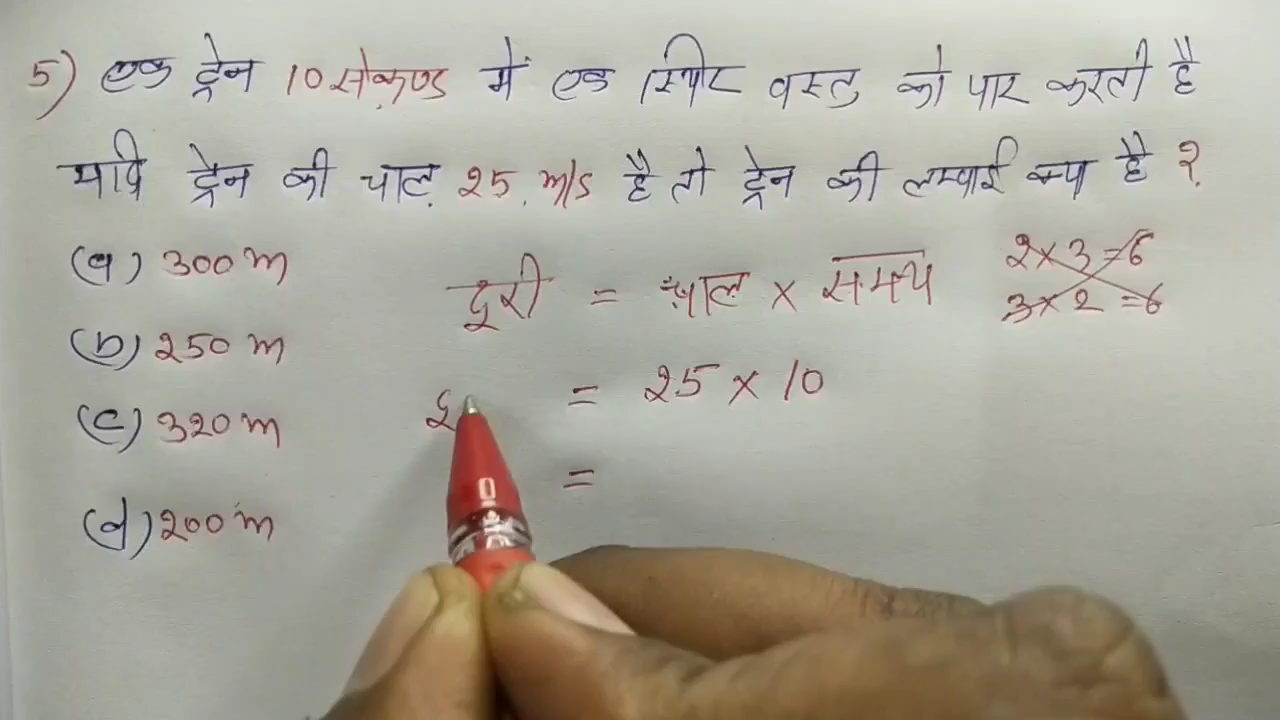 5) एक ट्रेन 10 सेकण्ड में एक स्थिर वस्तु को पार करती है
यदि ट्रेन की चाल 25 m/s है तो ट्रेन की लम्बाई क्या है ?
(a) 300 m
दूरी = चाल × समय
2 × 3 = 6
3 × 2 = 6
(b) 250 m
= 25 × 10
(c) 320 m
=
(d) 200 m